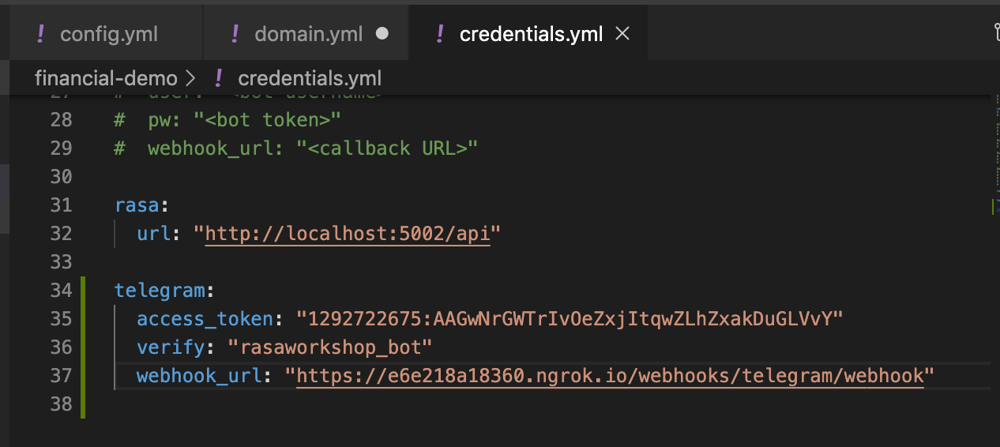 ! config.yml ! domain.yml ● ! credentials.yml ×
financial-demo > ! credentials.yml
28 # pw: "<bot token>"
29 # webhook_url: "<callback URL>"
30
31 rasa:
32 url: "http://localhost:5002/api"
33
34 telegram:
35 access_token: "1292722675:AAGwNrGWTrIvOeZxjItqwZLhZxakDuGLVvY"
36 verify: "rasaworkshop_bot"
37 webhook_url: "https://e6e218a18360.ngrok.io/webhooks/telegram/webhook"
38